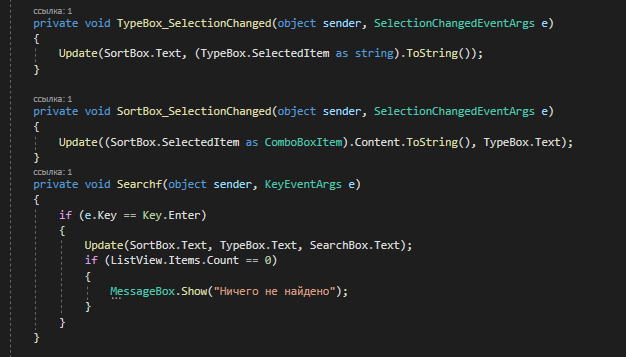 ссылка: 1
private void TypeBox_SelectionChanged(object sender, SelectionChangedEventArgs e)
{
Update(SortBox.Text, (TypeBox.SelectedItem as string).ToString());
}
ссылка: 1
private void SortBox_SelectionChanged(object sender, SelectionChangedEventArgs e)
{
Update((SortBox.SelectedItem as ComboBoxItem).Content.ToString(), TypeBox.Text);
}
ссылка: 1
private void Searchf(object sender, KeyEventArgs e)
{
if (e.Key == Key.Enter)
{
Update(SortBox.Text, TypeBox.Text, SearchBox.Text);
if (ListView.Items.Count == 0)
{
MessageBox.Show("Ничего не найдено");
}
}
}